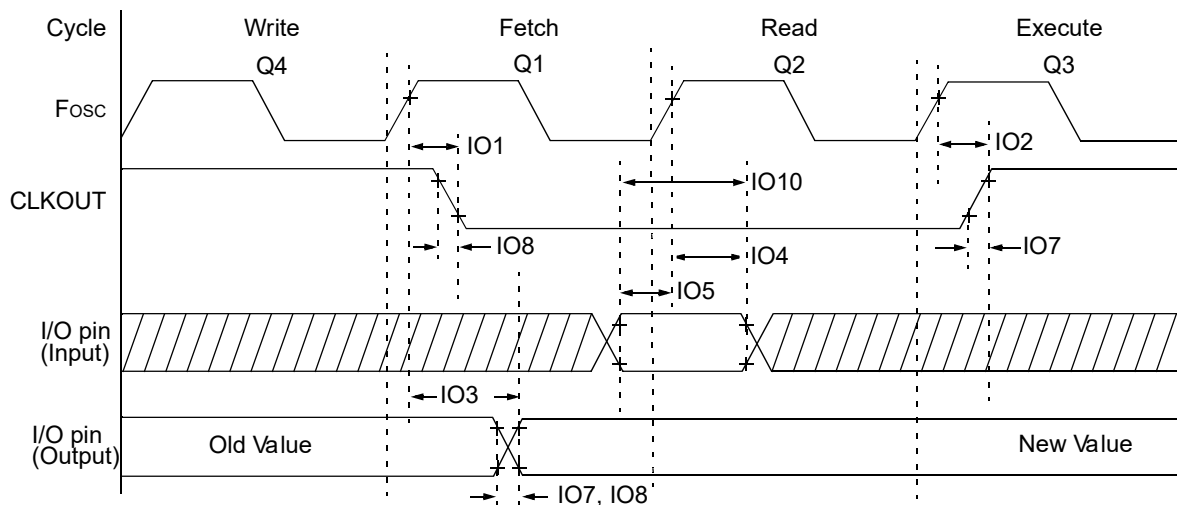 Cycle Write Fetch Read Execute
Q4 Q1 Q2 Q3
FOSC
IO1 IO2
CLKOUT
IO10
IO8 IO4 IO7
IO5
I/O pin
(Input)
IO3
I/O pin
(Output)
Old Value New Value
IO7, IO8